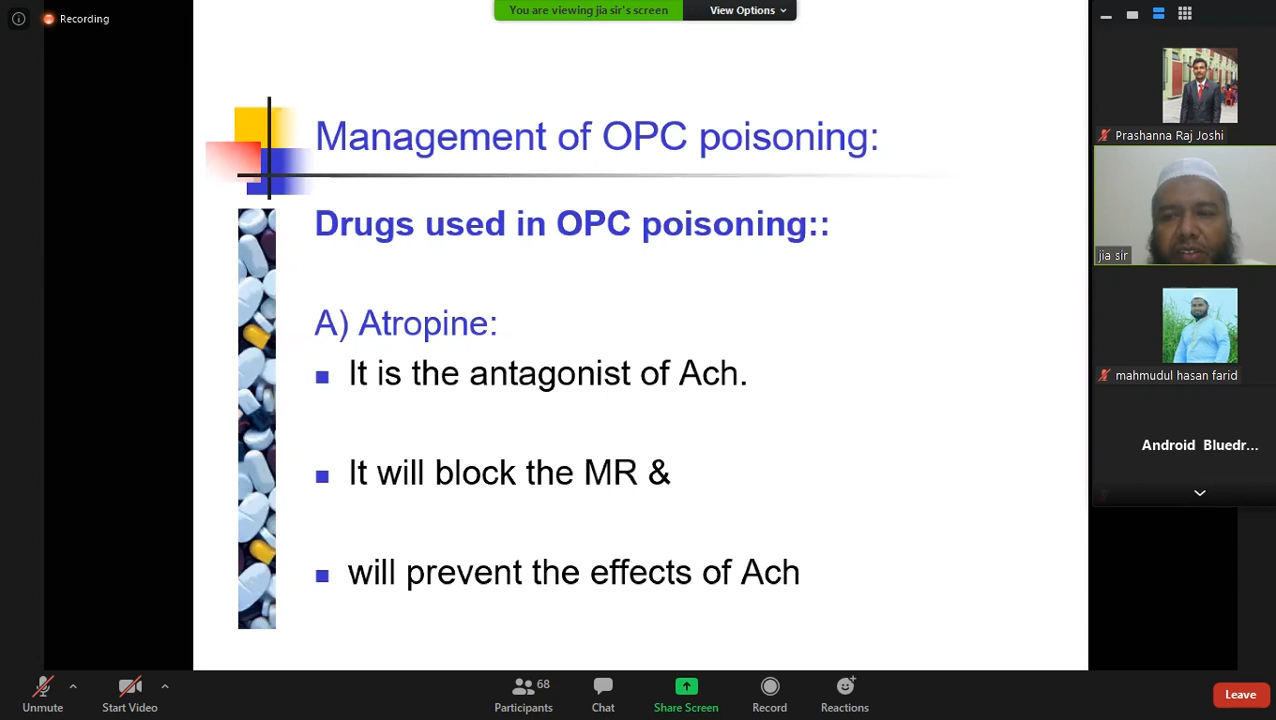 Recording
You are viewing jia sir's screen
View Options
Management of OPC poisoning:
Drugs used in OPC poisoning::
A) Atropine:
It is the antagonist of Ach.
It will block the MR &
will prevent the effects of Ach
Prashanna Raj Joshi
jia sir
mahmudul hasan farid
Android Bluedr...
Unmute
Start Video
68
Participants
Chat
Share Screen
Record
Reactions
Leave